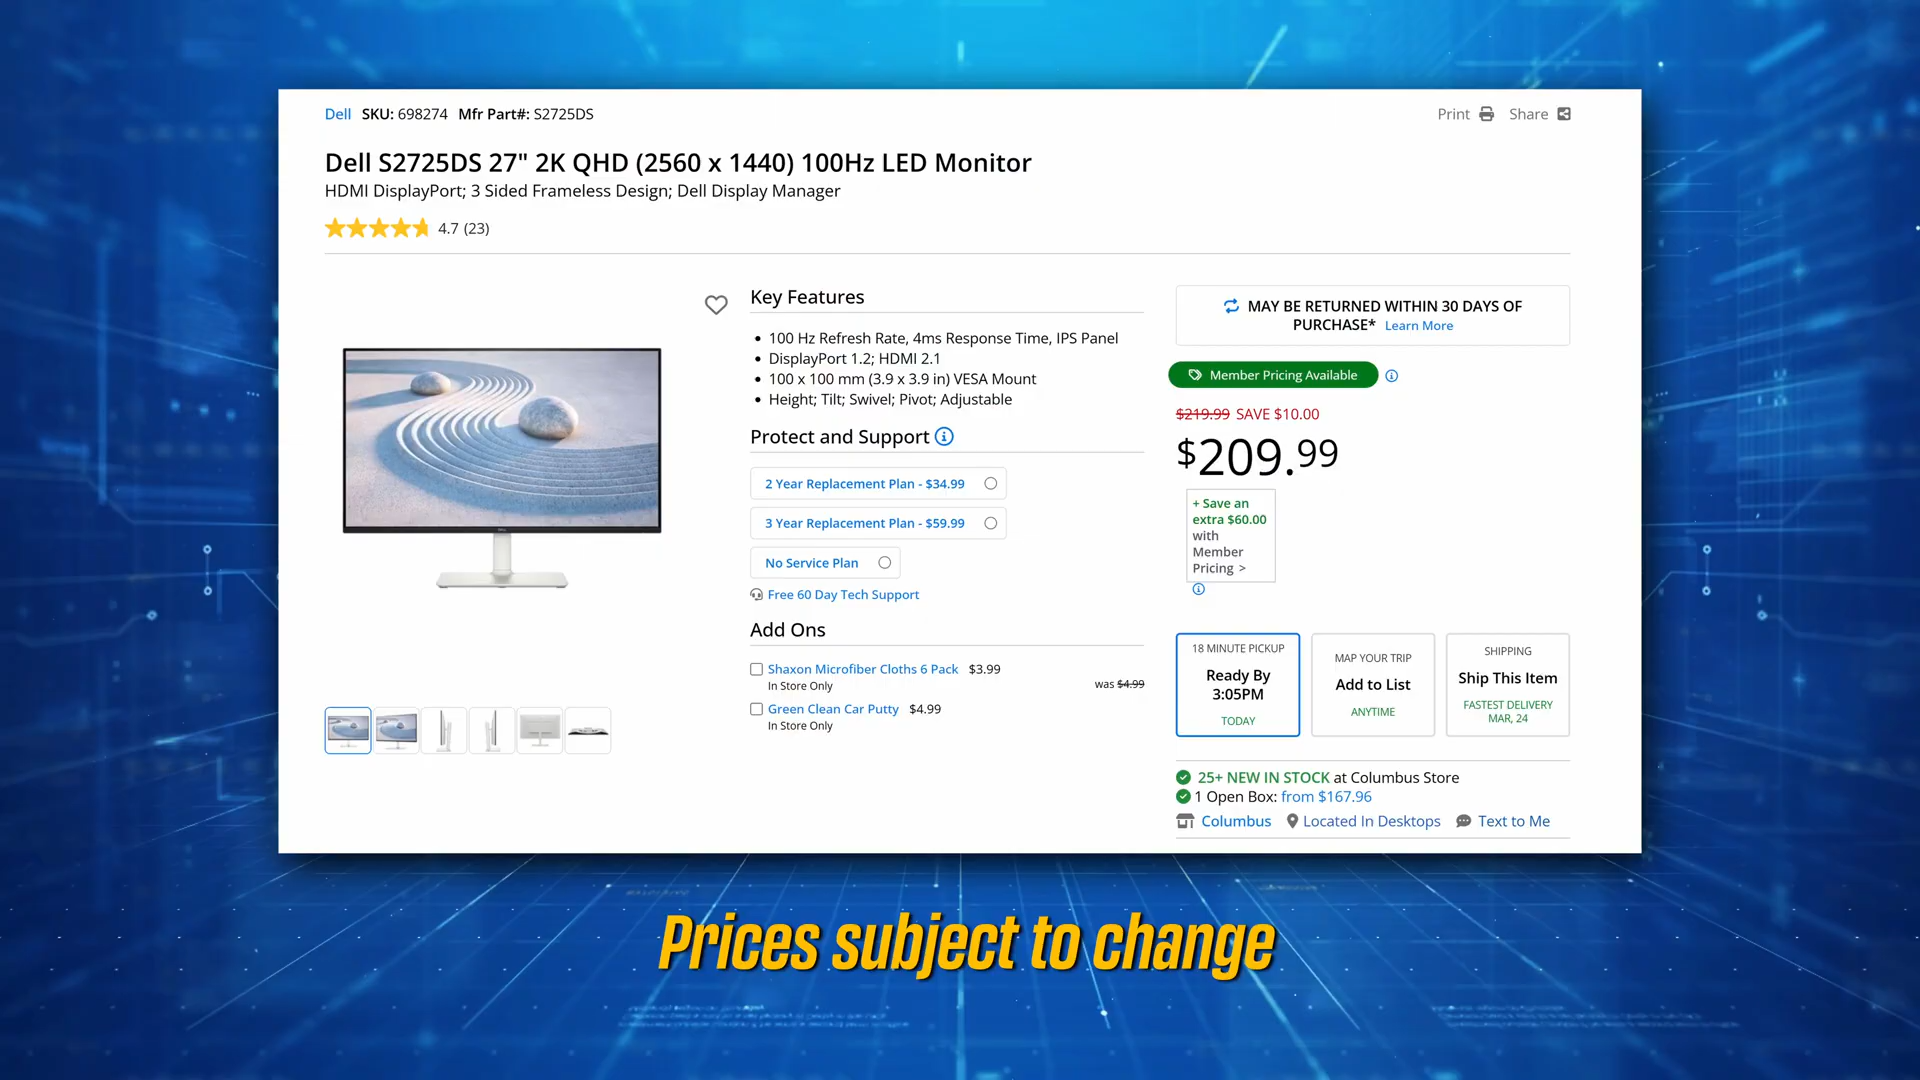 Dell SKU: 698274 Mfr Part#: S2725DS
Print Share
Dell S2725DS 27" 2K QHD (2560 x 1440) 100Hz LED Monitor
HDMI DisplayPort; 3 Sided Frameless Design; Dell Display Manager
4.7 (23)
Key Features
100 Hz Refresh Rate, 4ms Response Time, IPS Panel
DisplayPort 1.2; HDMI 2.1
100 x 100 mm (3.9 x 3.9 in) VESA Mount
Height; Tilt; Swivel; Pivot; Adjustable
Protect and Support
2 Year Replacement Plan - $34.99
3 Year Replacement Plan - $59.99
No Service Plan
Free 60 Day Tech Support
Add Ons
Shaxon Microfiber Cloths 6 Pack $3.99
In Store Only
was $4.99
Green Clean Car Putty $4.99
In Store Only
MAY BE RETURNED WITHIN 30 DAYS OF
PURCHASE* Learn More
Member Pricing Available
$219.99 SAVE $10.00
$209.99
+ Save an
extra $60.00
with
Member
Pricing >
18 MINUTE PICKUP
Ready By
3:05PM
TODAY
MAP YOUR TRIP
Add to List
ANYTIME
SHIPPING
Ship This Item
FASTEST DELIVERY
MAR, 24
25+ NEW IN STOCK at Columbus Store
1 Open Box: from $167.96
Columbus Located In Desktops Text to Me
Prices subject to change